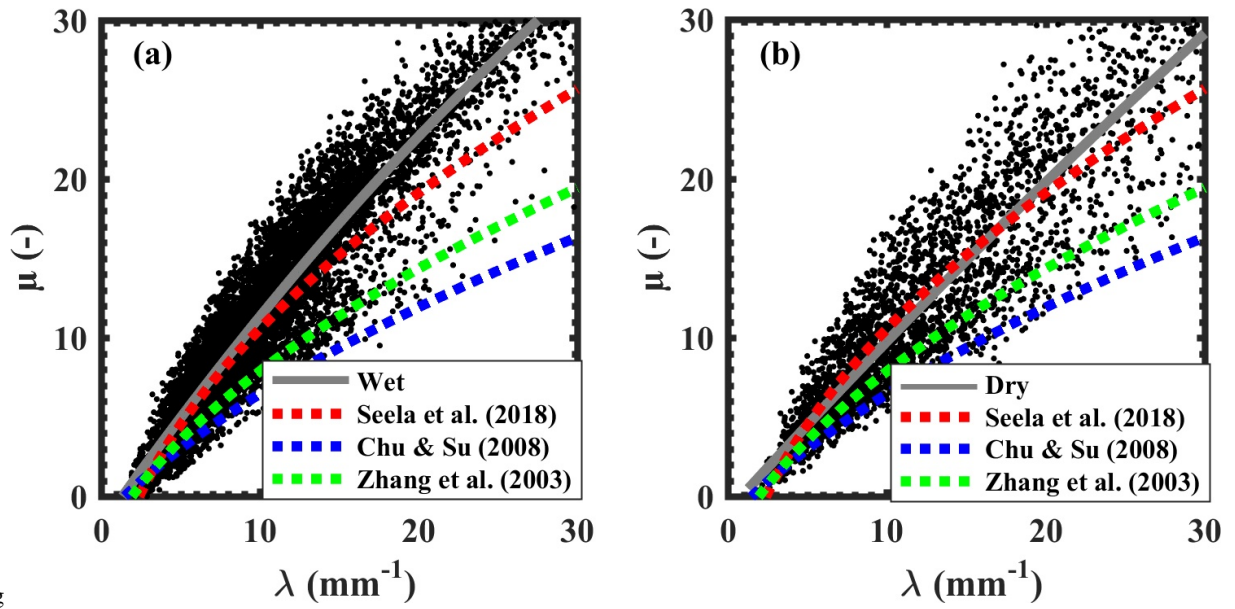 (a)
30
20
10
0
μ (-)
0 10 20 30
λ (mm⁻¹)
Wet
Seela et al. (2018)
Chu & Su (2008)
Zhang et al. (2003)
(b)
30
20
10
0
μ (-)
0 10 20 30
λ (mm⁻¹)
Dry
Seela et al. (2018)
Chu & Su (2008)
Zhang et al. (2003)
g